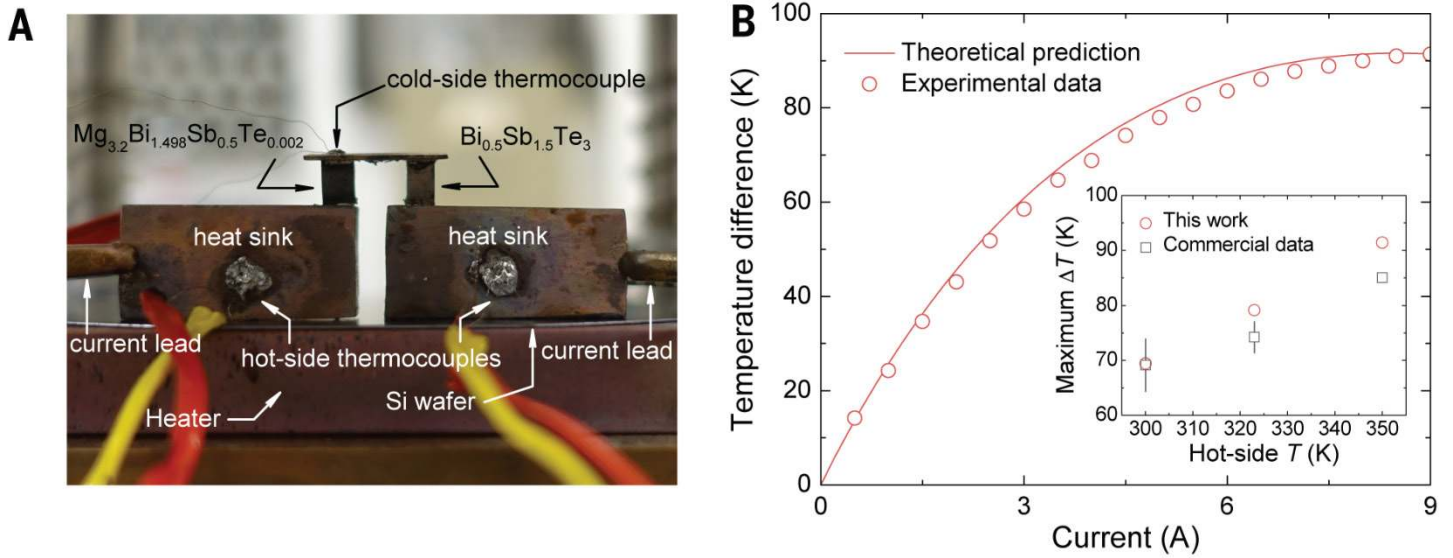 A
cold-side thermocouple
Mg3.2Bi1.498Sb0.5Te0.002
Bi0.5Sb1.5Te3
heat sink
heat sink
current lead
hot-side thermocouples
current lead
Heater
Si wafer
B
100
80
60
40
20
0
Temperature difference (K)
Theoretical prediction
Experimental data
0
3
6
9
Current (A)
100
90
80
70
60
Maximum ΔT (K)
This work
Commercial data
300
310
320
330
340
350
Hot-side T (K)